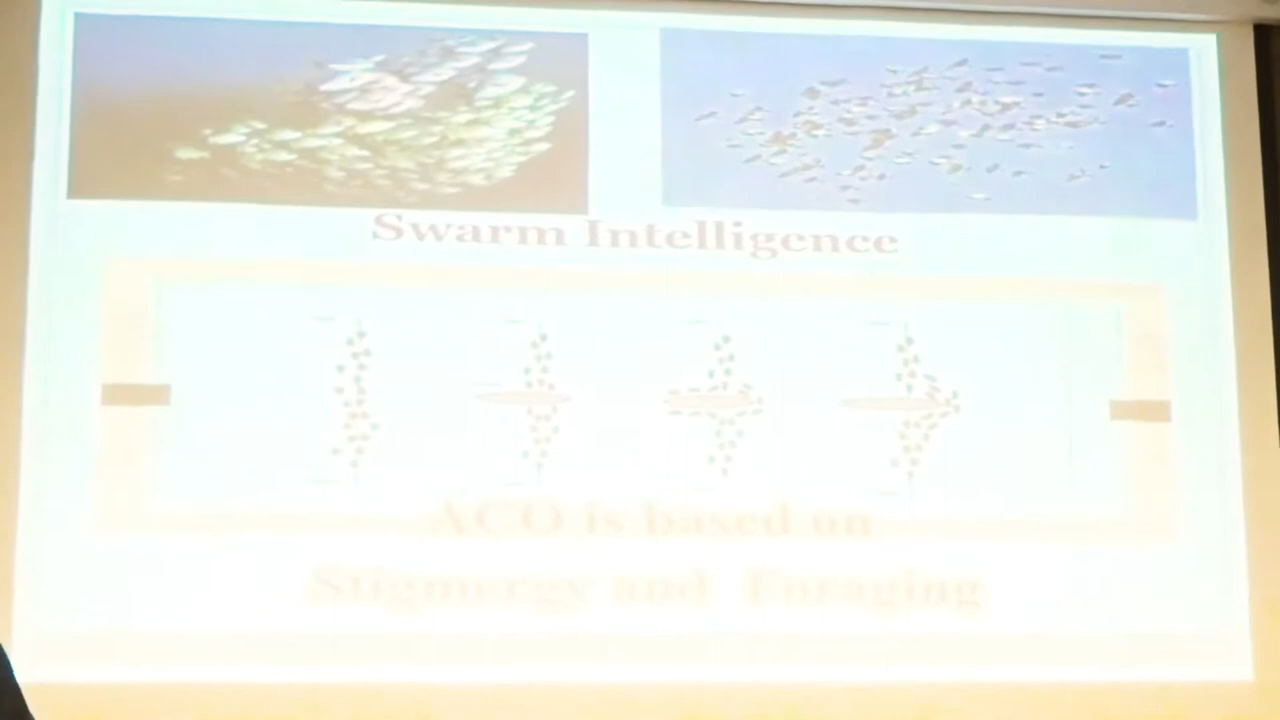 Swarm Intelligence
ACO is based on
Stigmergy and Foraging